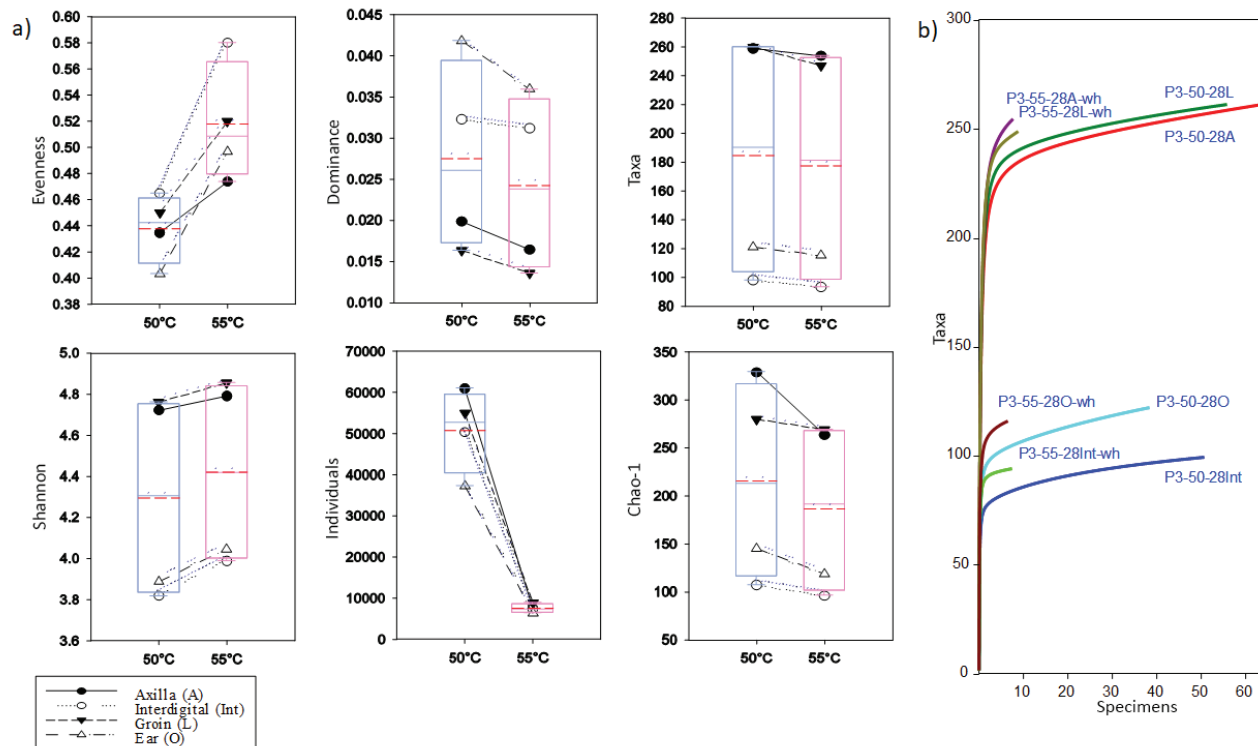 a)
Evenness
0.60
0.58
0.56
0.54
0.52
0.50
0.48
0.46
0.44
0.42
0.40
0.38
50°C
55°C
Dominance
0.045
0.040
0.035
0.030
0.025
0.020
0.015
0.010
50°C
55°C
Taxa
280
260
240
220
200
180
160
140
120
100
80
50°C
55°C
Shannon
5.0
4.8
4.6
4.4
4.2
4.0
3.8
3.6
50°C
55°C
Individuals
70000
60000
50000
40000
30000
20000
10000
0
50°C
55°C
Chao-1
350
300
250
200
150
100
50
50°C
55°C
Axilla (A)
Interdigital (Int)
Groin (L)
Ear (O)
b)
Taxa
300
250
200
150
100
50
0
P3-55-28A-wh
P3-55-28L-wh
P3-50-28L
P3-50-28A
P3-55-28O-wh
P3-50-28O
P3-55-28Int-wh
P3-50-28Int
10
20
30
40
50
60
Specimens